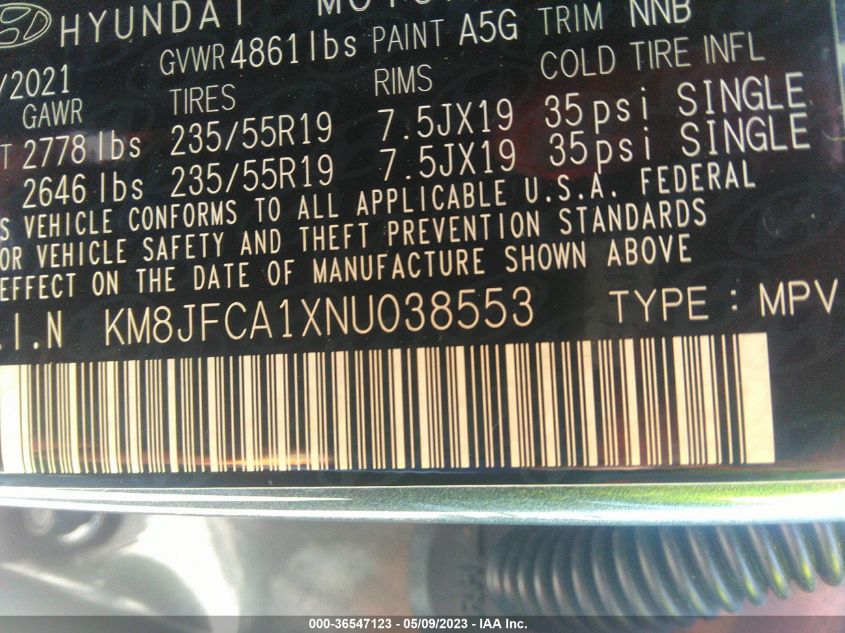 HYUNDAI
GVWR 4861 lbs PAINT A5G TRIM NNB
/2021
GAWR TIRES RIMS COLD TIRE INFL
T 2778 lbs 235/55R19 7.5JX19 35psi SINGLE
2646 lbs 235/55R19 7.5JX19 35psi SINGLE
S VEHICLE CONFORMS TO ALL APPLICABLE U.S.A. FEDERAL
OR VEHICLE SAFETY AND THEFT PREVENTION STANDARDS
EFFECT ON THE DATE OF MANUFACTURE SHOWN ABOVE
.I.N KM8JFCA1XNU038553 TYPE : MPV
000-36547123 - 05/09/2023 - IAA Inc.